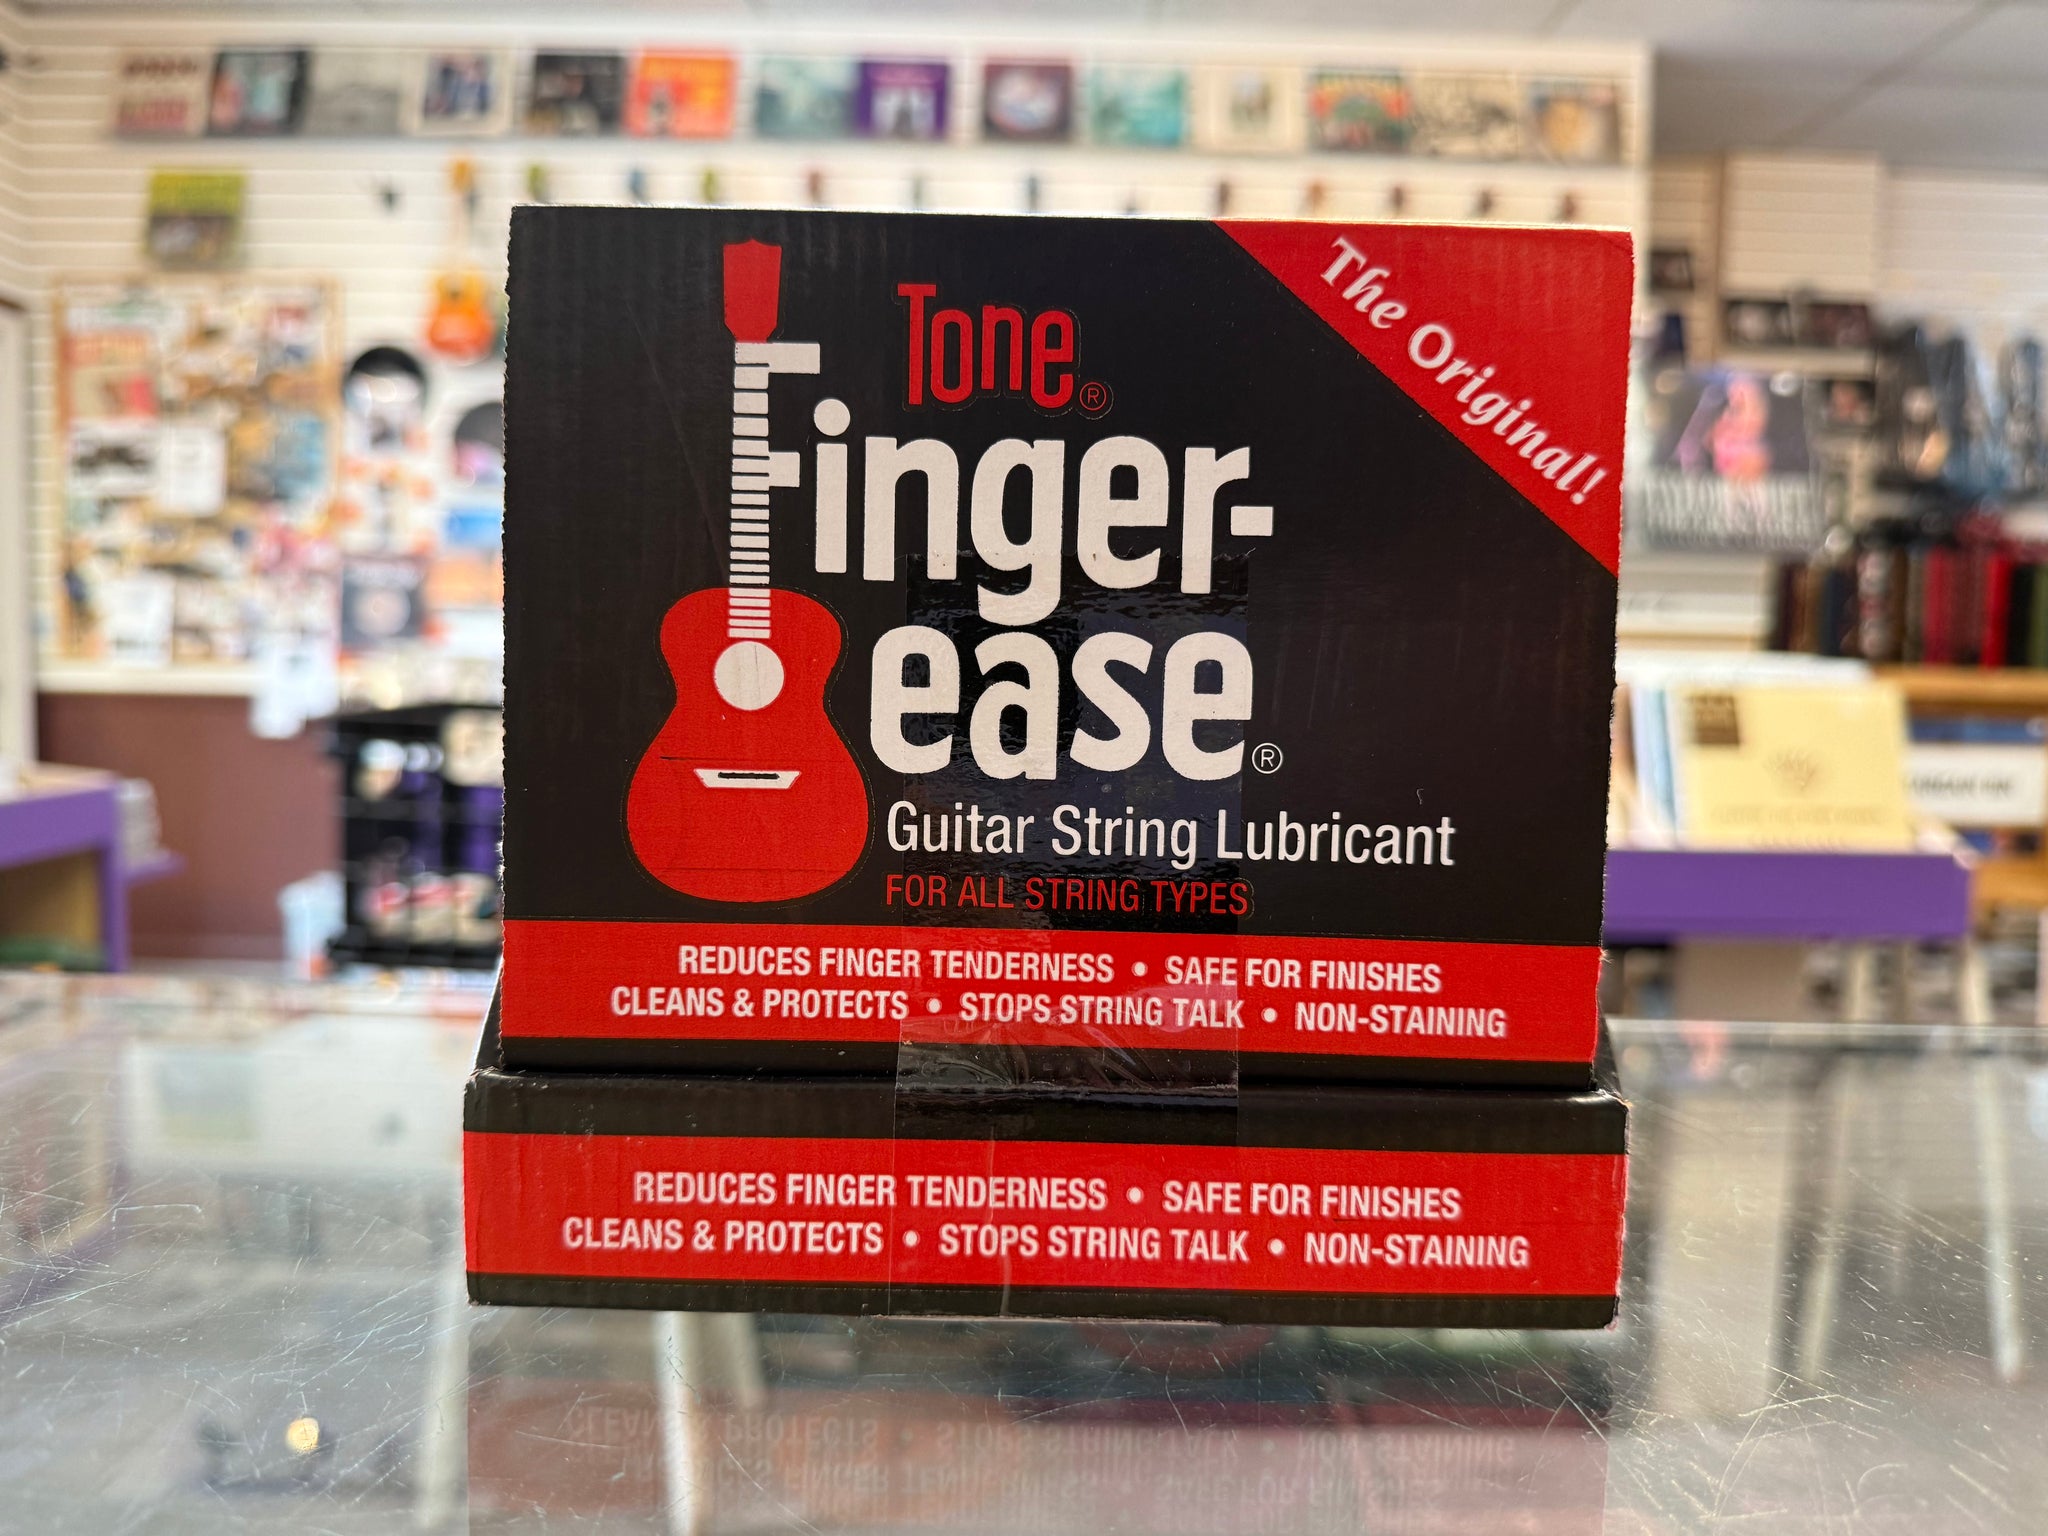 The Original!
Tone®
Finger-
ease®
Guitar String Lubricant
FOR ALL STRING TYPES
REDUCES FINGER TENDERNESS • SAFE FOR FINISHES
CLEANS & PROTECTS • STOPS STRING TALK • NON-STAINING
REDUCES FINGER TENDERNESS • SAFE FOR FINISHES
CLEANS & PROTECTS • STOPS STRING TALK • NON-STAINING